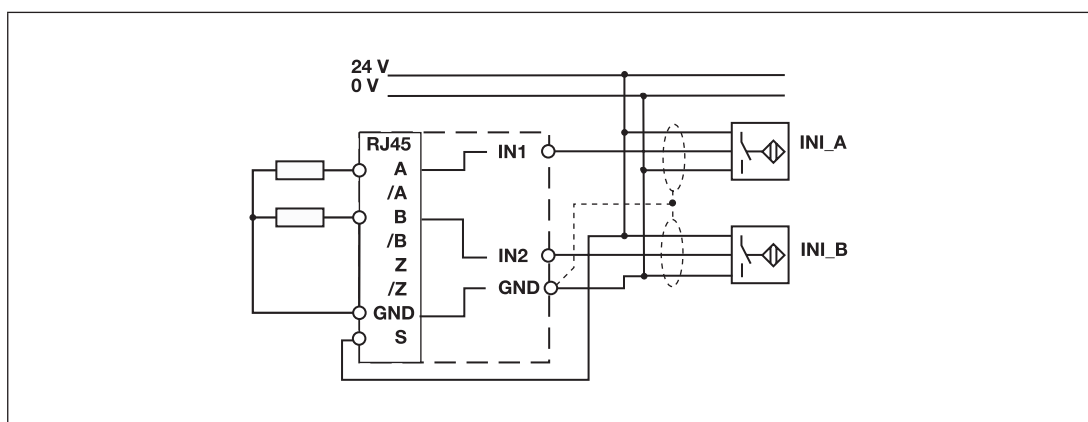 24 V
0 V
RJ45
A
/A
B
/B
Z
/Z
GND
S
IN1
IN2
GND
INI_A
INI_B